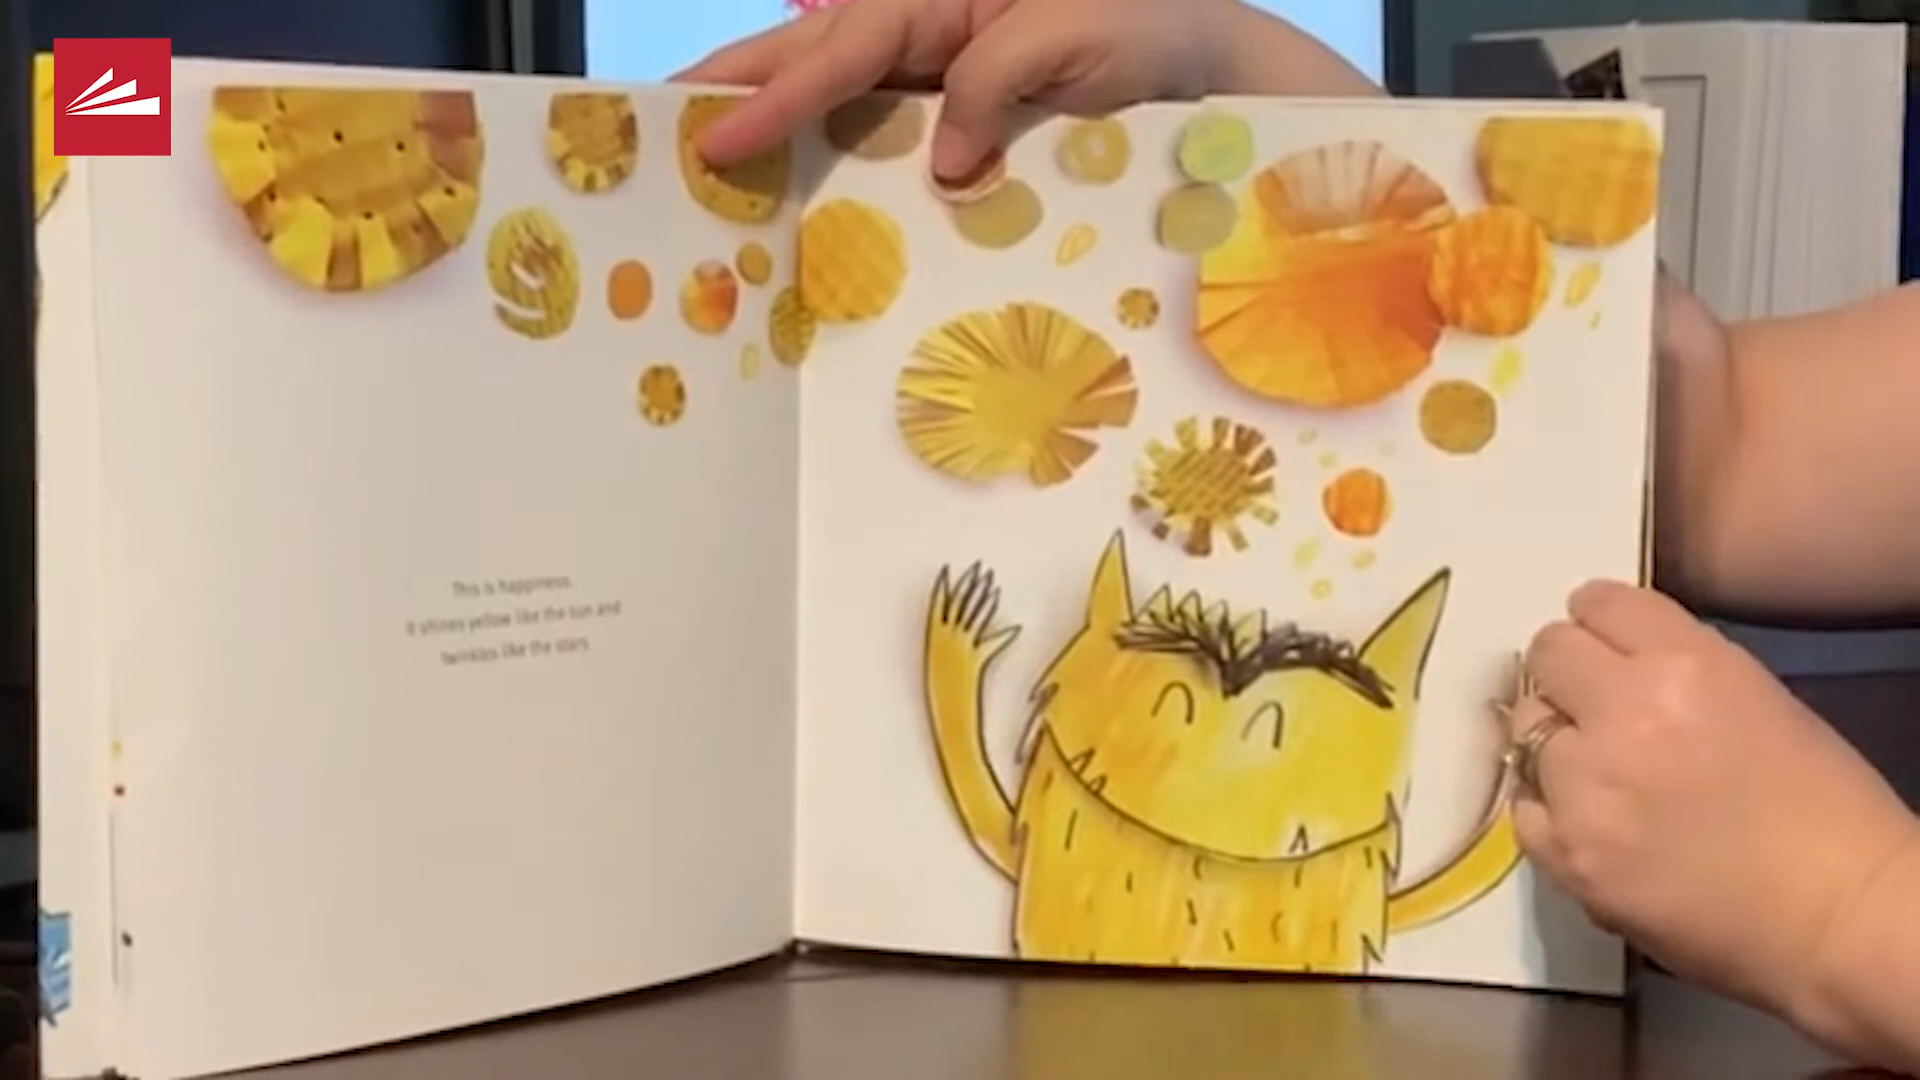 This is happiness.
It shines yellow like the sun and
twinkles like the stars.